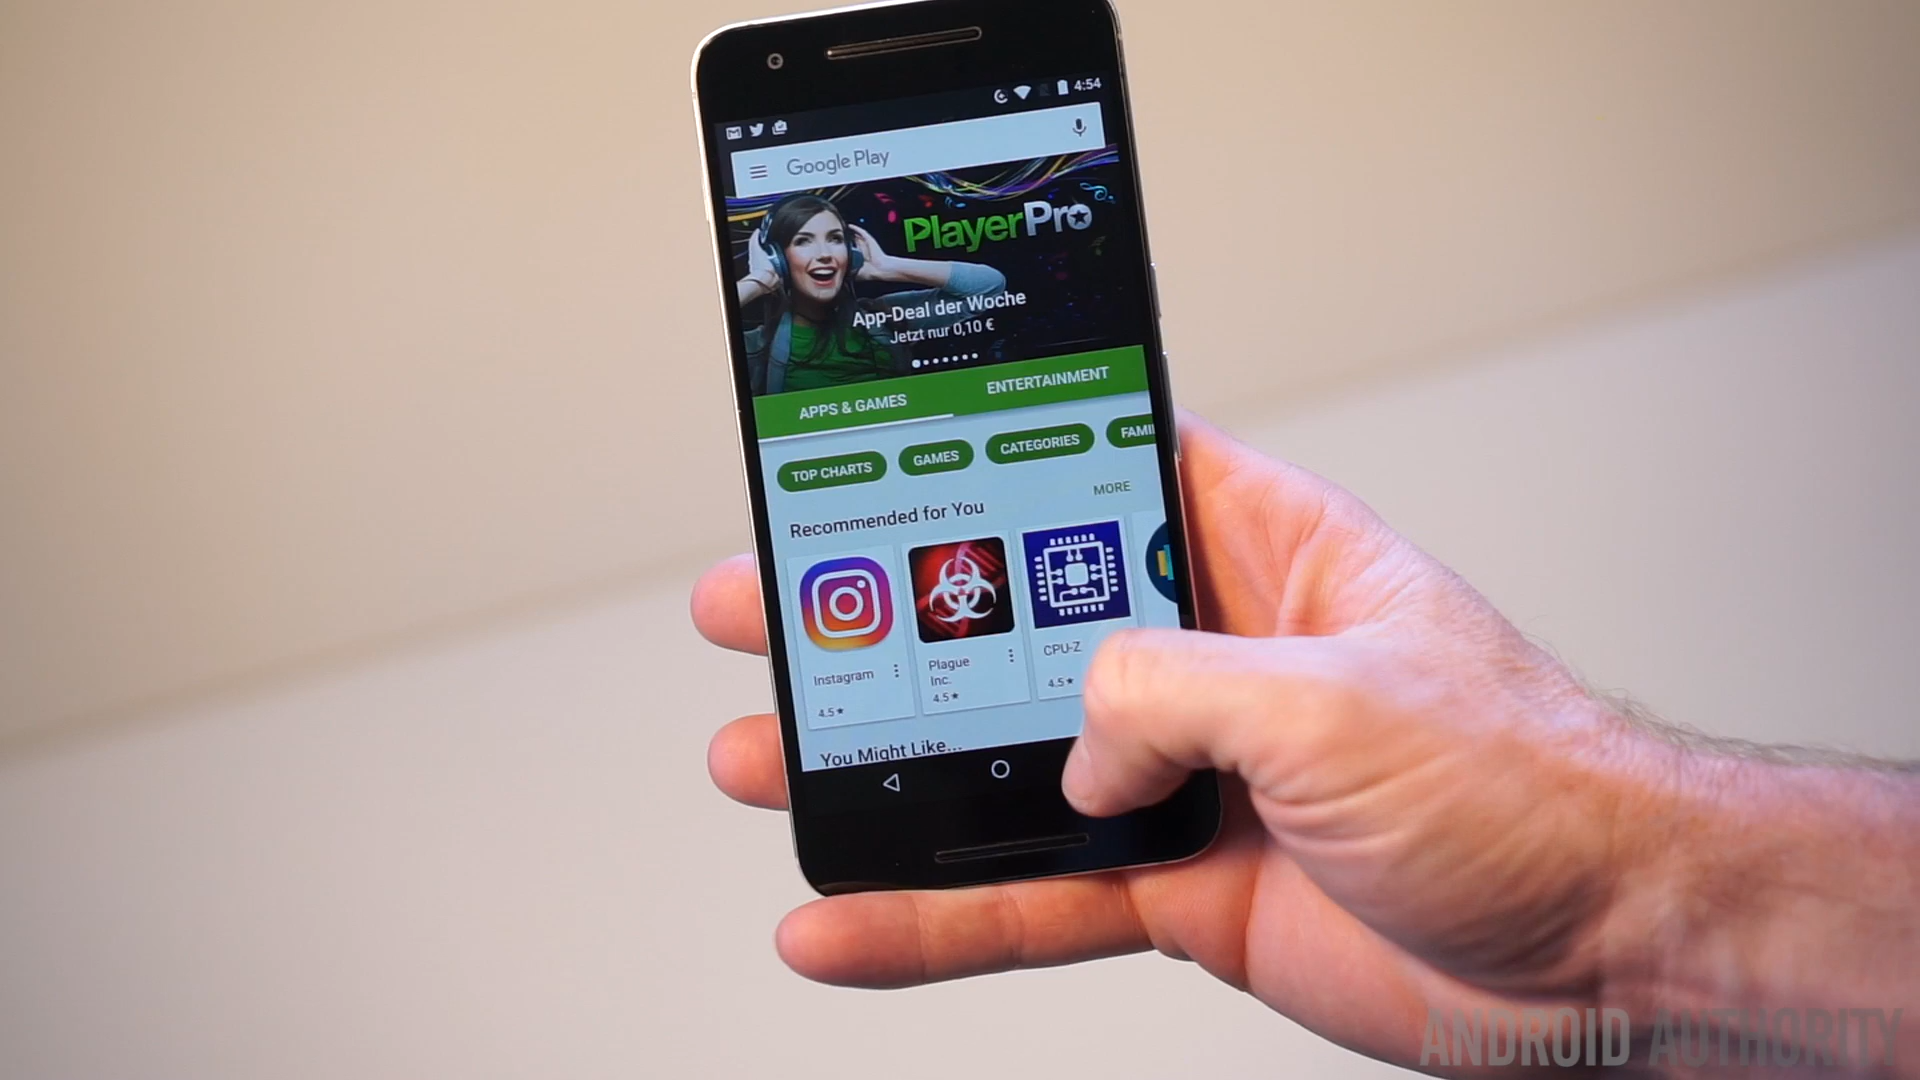 4:54
Google Play
PlayerPro
App-Deal der Woche
Jetzt nur 0,10 €
APPS & GAMES
ENTERTAINMENT
TOP CHARTS
GAMES
CATEGORIES
FAMI
Recommended for You
MORE
Instagram
4.5★
Plague
Inc.
4.5★
CPU-Z
4.5★
You Might Like...
ANDROID AUTHORITY